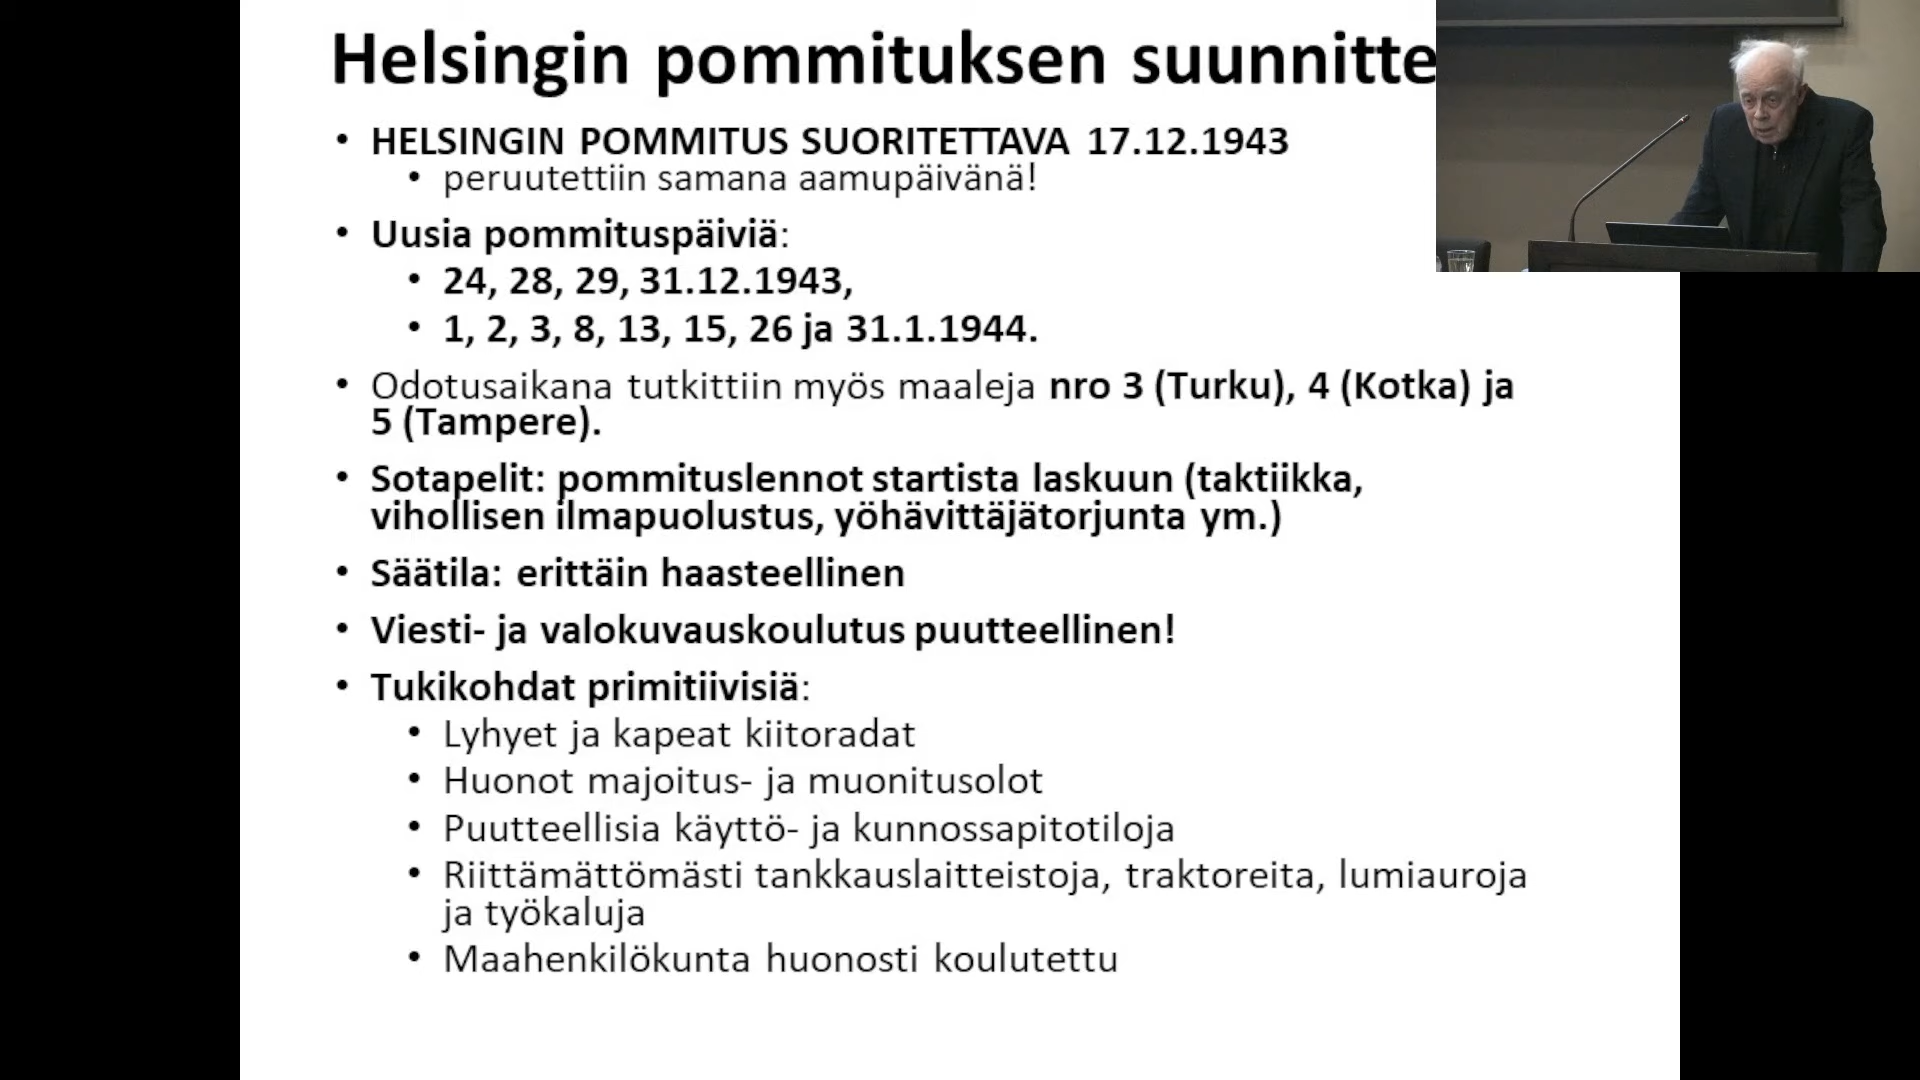 Helsingin pommituksen suunnitte
• HELSINGIN POMMITUS SUORITETTAVA 17.12.1943
• peruutettiin samana aamupäivänä!
• Uusia pommituspäiviä:
• 24, 28, 29, 31.12.1943,
• 1, 2, 3, 8, 13, 15, 26 ja 31.1.1944.
• Odotusaikana tutkittiin myös maaleja nro 3 (Turku), 4 (Kotka) ja
5 (Tampere).
• Sotapelit: pommituslennot startista laskuun (taktiikka,
vihollisen ilmapuolustus, yöhävittäjätorjunta ym.)
• Säätila: erittäin haasteellinen
• Viesti- ja valokuvauskoulutus puutteellinen!
• Tukikohdat primitiivisiä:
• Lyhyet ja kapeat kiitoradat
• Huonot majoitus- ja muonitusolot
• Puutteellisia käyttö- ja kunnossapitotiloja
• Riittämättömästi tankkauslaitteistoja, traktoreita, lumiauroja
ja työkaluja
• Maahenkilökunta huonosti koulutettu